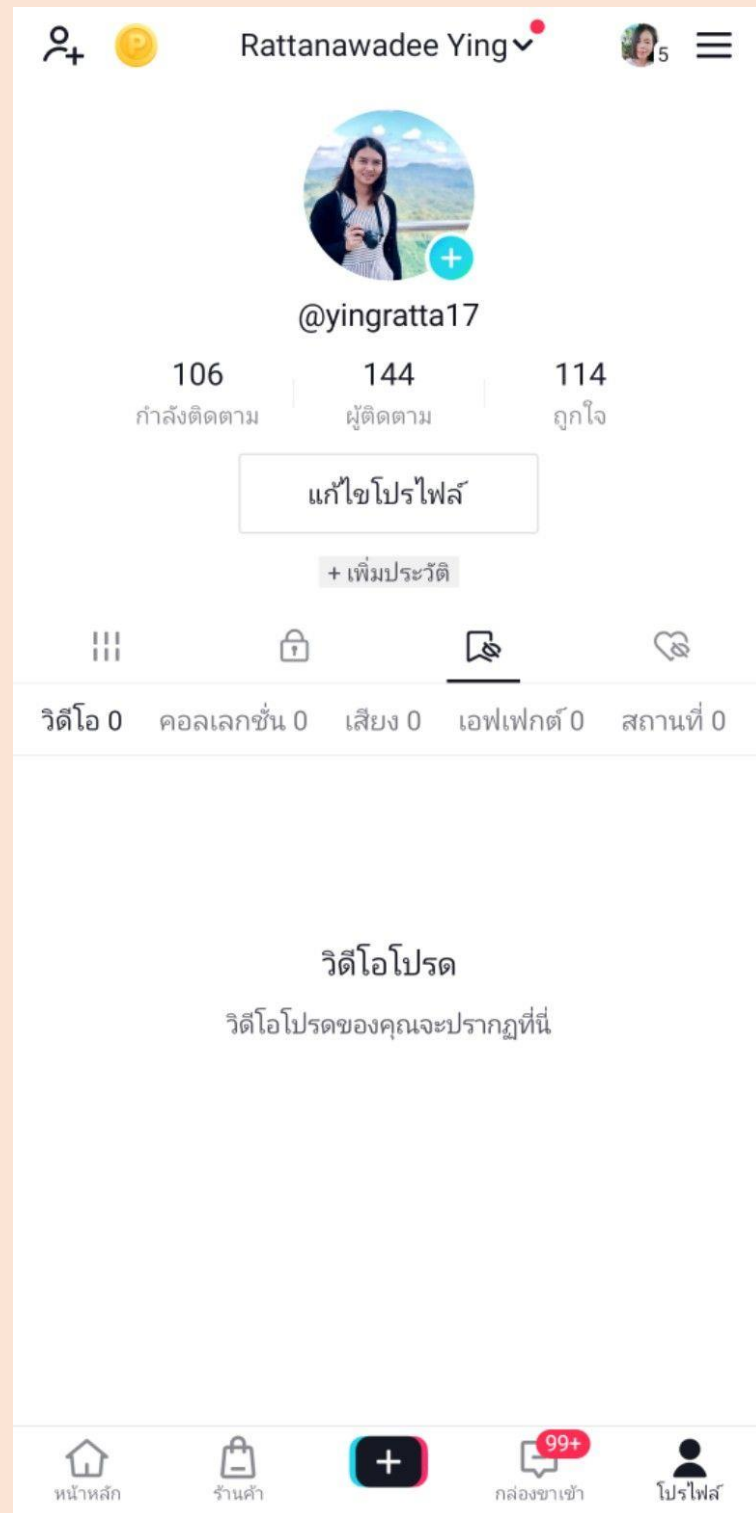 Rattanawadee Ying
5
@yingratta17
106 144 114
กำลังติดตาม ผู้ติดตาม ถูกใจ
แก้ไขโปรไฟล์
+ เพิ่มประวัติ
วิดีโอ 0 คอลเลกชั่น 0 เสียง 0 เอฟเฟกต์ 0 สถานที่ 0
วิดีโอโปรด
วิดีโอโปรดของคุณจะปรากฏที่นี่
99+
หน้าหลัก ร้านค้า กล่องขาเข้า โปรไฟล์